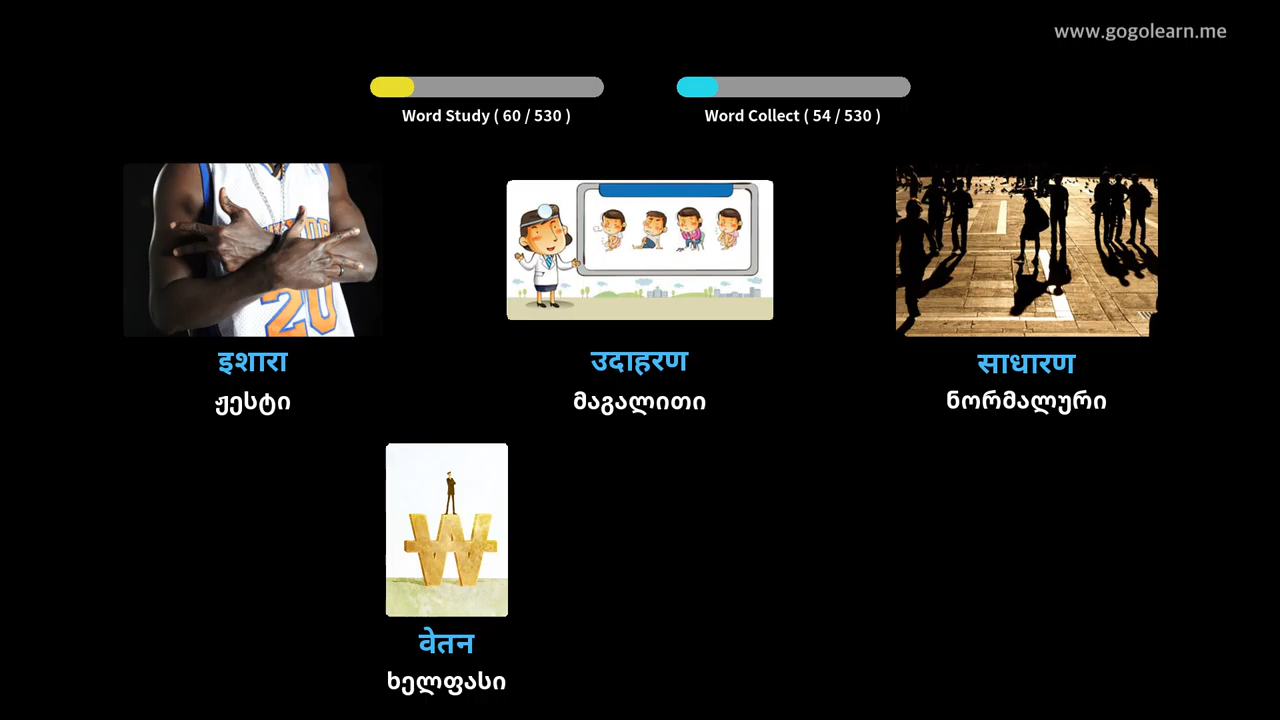 www.gogolearn.me
Word Study ( 60 / 530 )
Word Collect ( 54 / 530 )
20
इशारा
उदाहरण
साधारण
ჟესტი
მაგალითი
ნორმალური
वेतन
ხელფასი